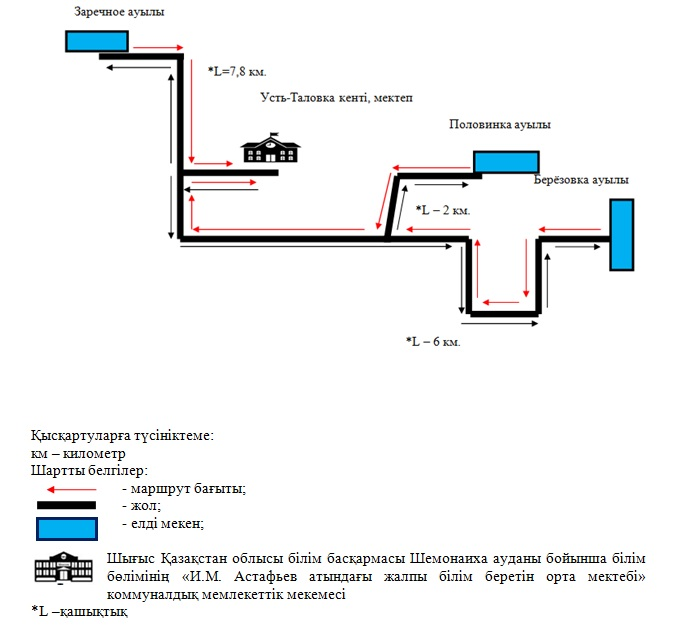 Заречное ауылы
*L=7,8 км.
Усть-Таловка кенті, мектеп
Половинка ауылы
Берёзовка ауылы
*L – 2 км.
*L – 6 км.
Қысқартуларға түсініктеме:
км – километр
Шартты белгілер:
- маршрут бағыты;
- жол;
- елді мекен;
Шығыс Қазақстан облысы білім басқармасы Шемонаиха ауданы бойынша білім
бөлімінің «И.М. Астафьев атындағы жалпы білім беретін орта мектебі»
коммуналдық мемлекеттік мекемесі
*L –қашықтық